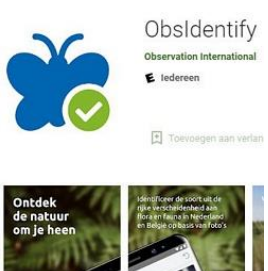 ObsIdentify
Observation International
E Iedereen
Toevoegen aan verlan
Ontdek
de natuur
om je heen
Identificeer de soort uit de
rijke verscheidenheid aan
flora en fauna in Nederland
en België op basis van foto's